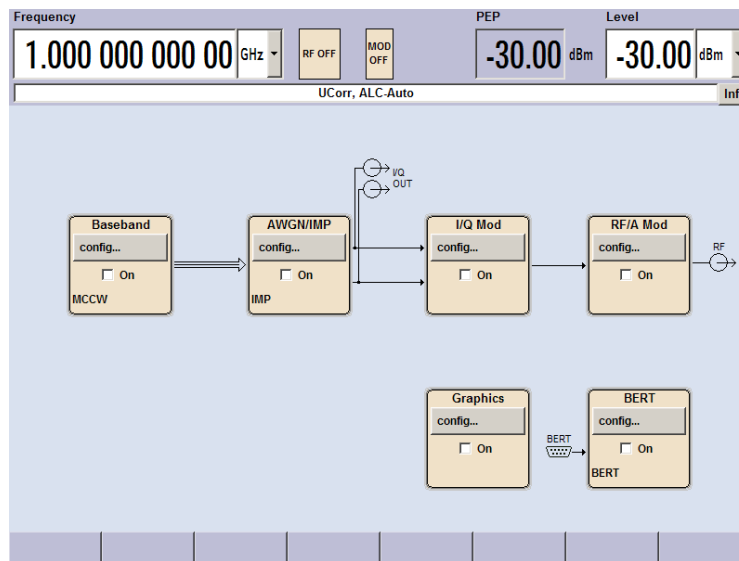 Frequency PEP Level
1.000 000 000 00 GHz RF OFF MOD OFF -30.00 dBm -30.00 dBm
UCorr, ALC-Auto Inf
I/Q
OUT
Baseband AWGN/IMP I/Q Mod RF/A Mod
config... config... config... config... RF
On On On On
MCCW IMP
Graphics BERT
config... config...
BERT
On On
BERT